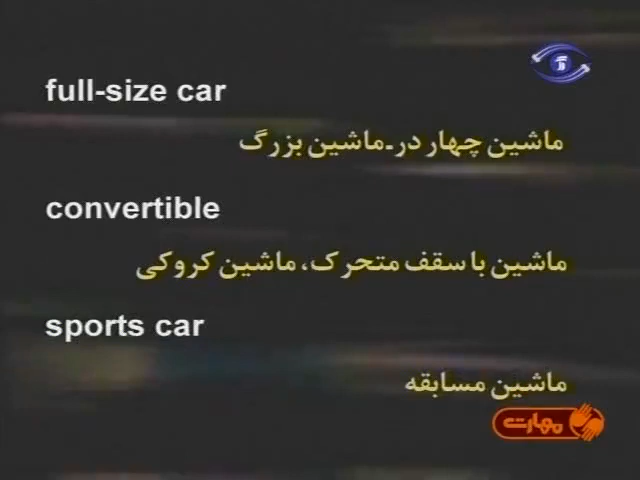 full-size car
ماشین چهار در-ماشین بزرگ
convertible
ماشین با سقف متحرک، ماشین کروکی
sports car
ماشین مسابقه
مهارت